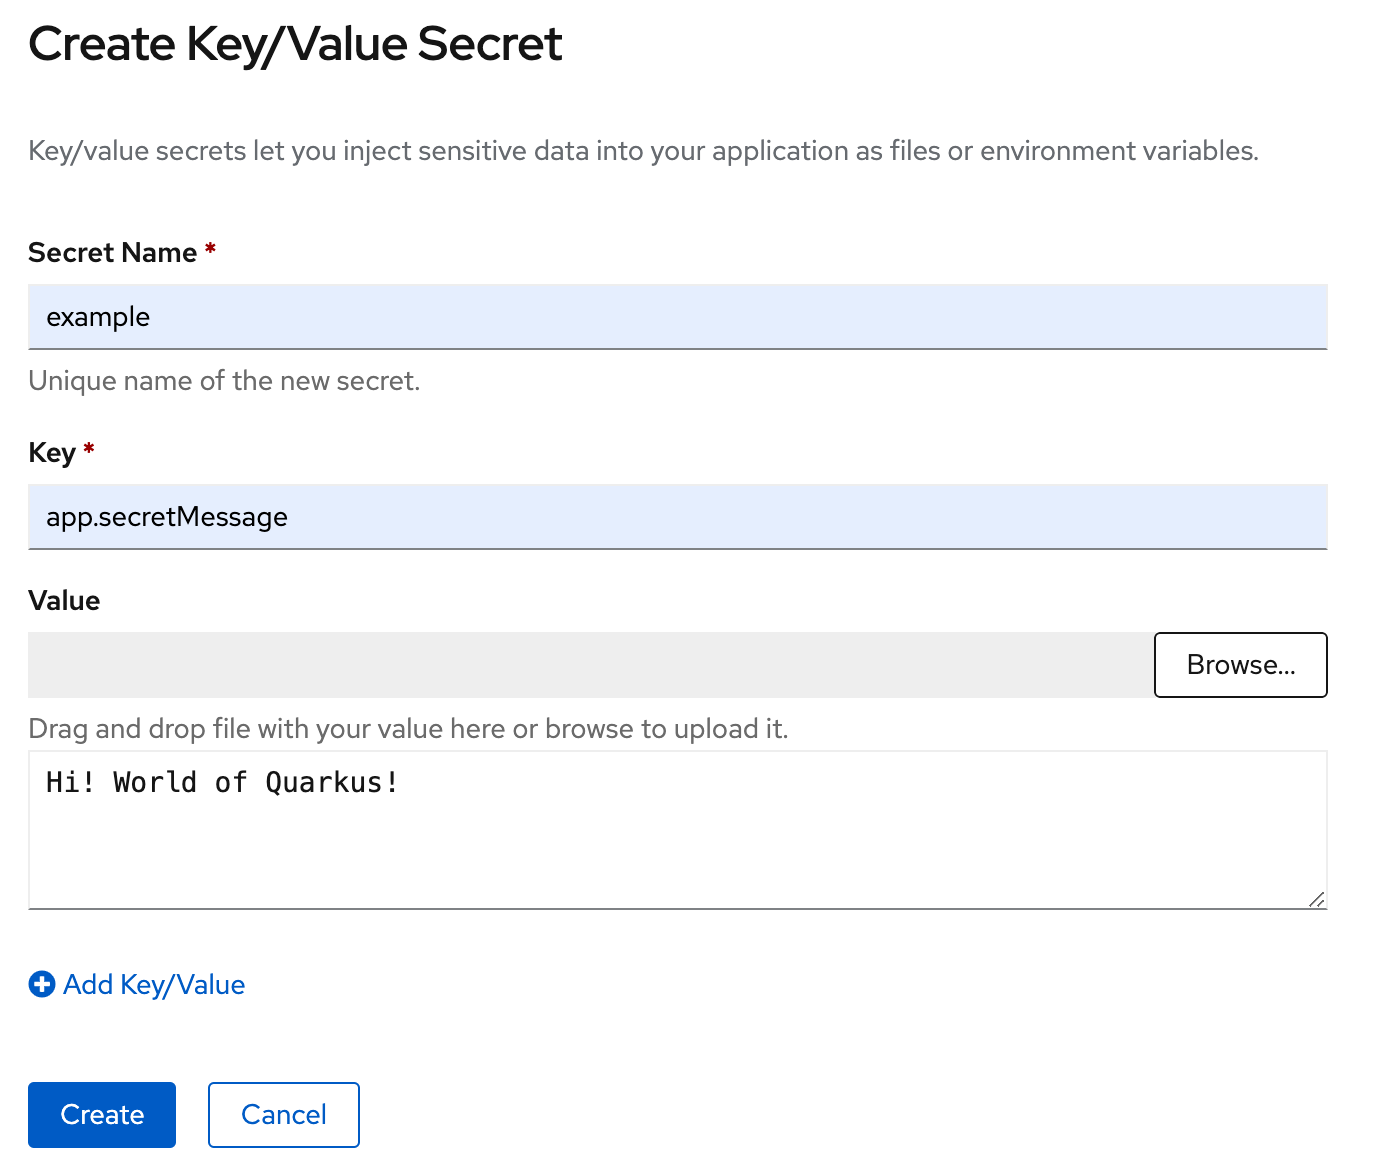 Create Key/Value Secret
Key/value secrets let you inject sensitive data into your application as files or environment variables.
Secret Name *
example
Unique name of the new secret.
Key *
app.secretMessage
Value
Browse...
Drag and drop file with your value here or browse to upload it.
Hi! World of Quarkus!
Add Key/Value
Create
Cancel